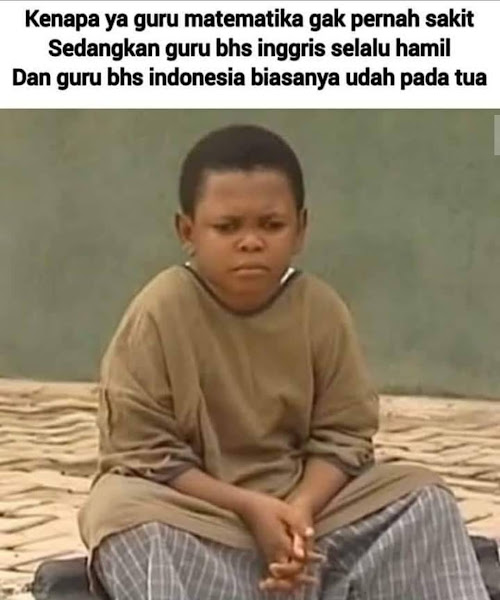 Kenapa ya guru matematika gak pernah sakit
Sedangkan guru bhs inggris selalu hamil
Dan guru bhs indonesia biasanya udah pada tua